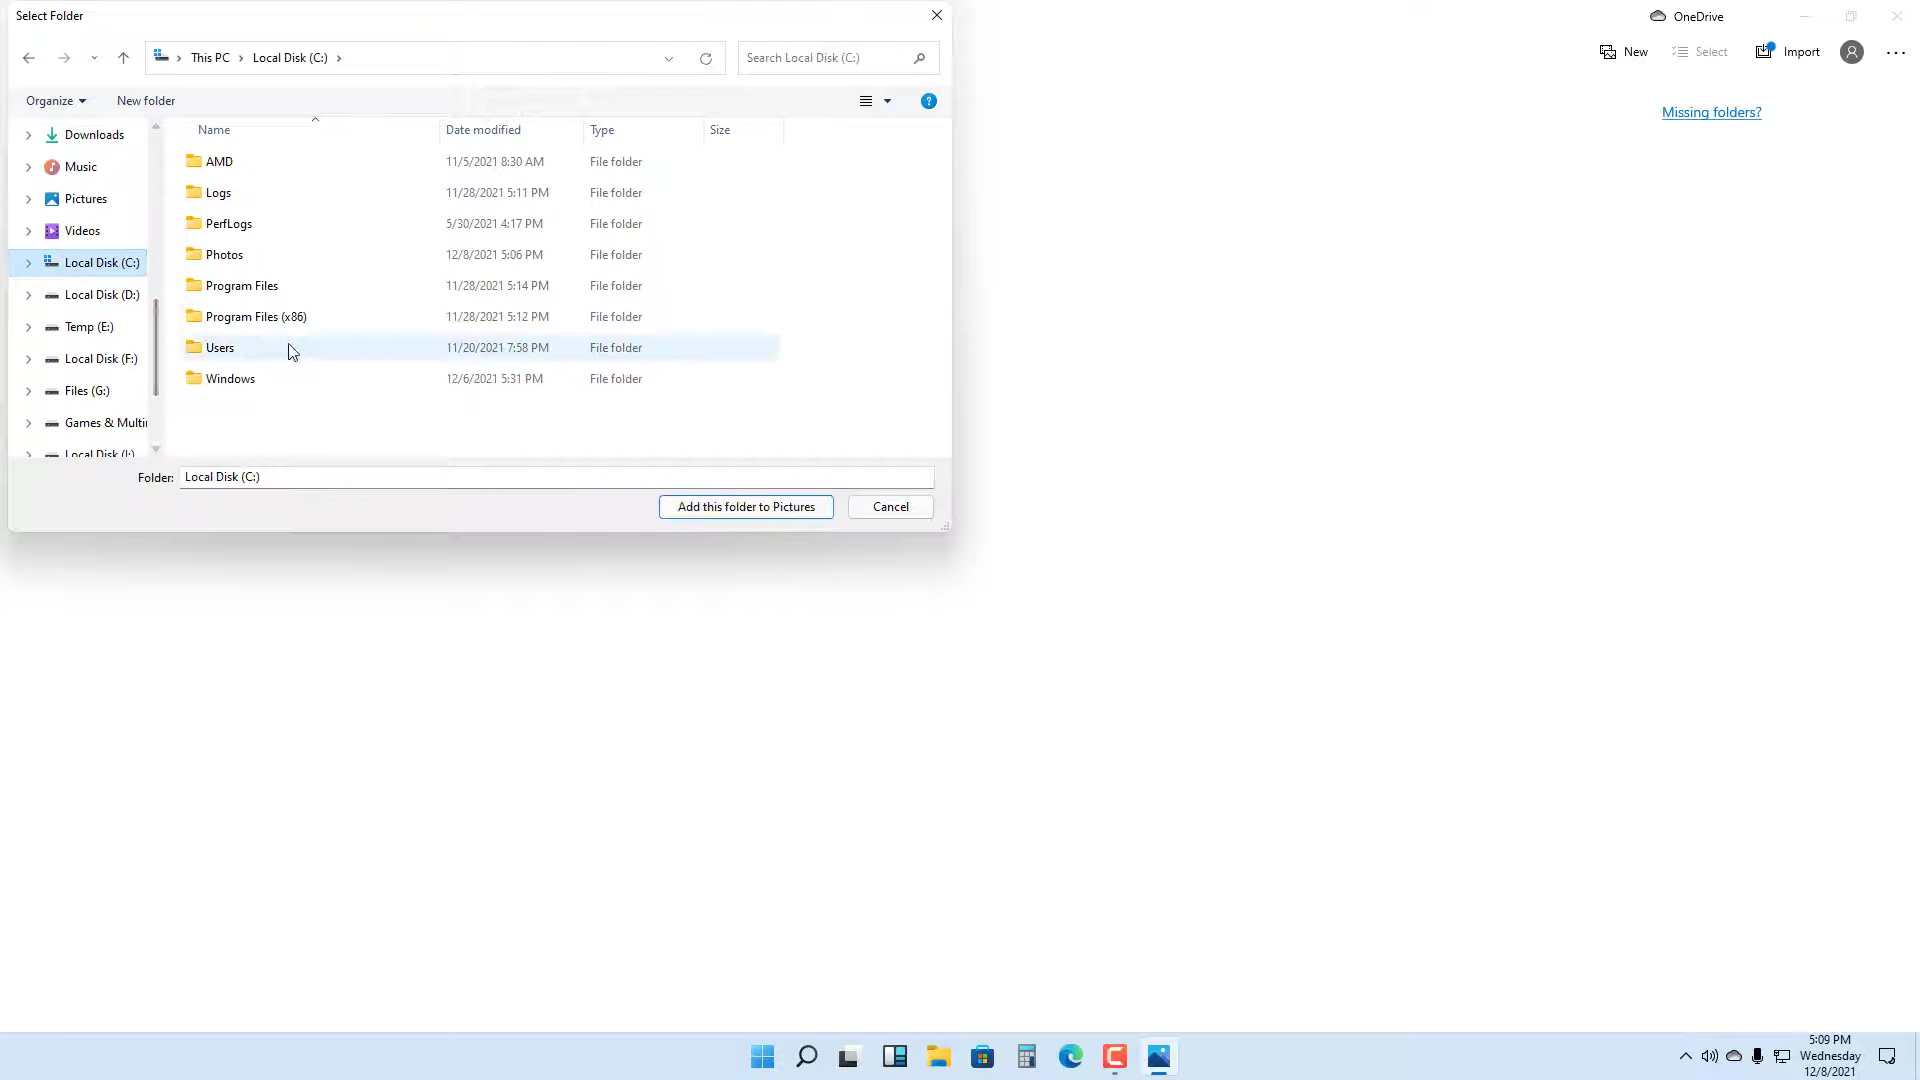 Select Folder
OneDrive
This PC Local Disk (C:)
Search Local Disk (C:)
New Select Import
Organize New folder
Missing folders?
Name Date modified Type Size
Downloads
Music
Pictures
Videos
Local Disk (C:)
Local Disk (D:)
Temp (E:)
Local Disk (F:)
Files (G:)
Games & Multi
Local Disk (I:)
AMD 11/5/2021 8:30 AM File folder
Logs 11/28/2021 5:11 PM File folder
PerfLogs 5/30/2021 4:17 PM File folder
Photos 12/8/2021 5:06 PM File folder
Program Files 11/28/2021 5:14 PM File folder
Program Files (x86) 11/28/2021 5:12 PM File folder
Users 11/20/2021 7:58 PM File folder
Windows 12/6/2021 5:31 PM File folder
Folder: Local Disk (C:)
Add this folder to Pictures Cancel
5:09 PM
Wednesday
12/8/2021